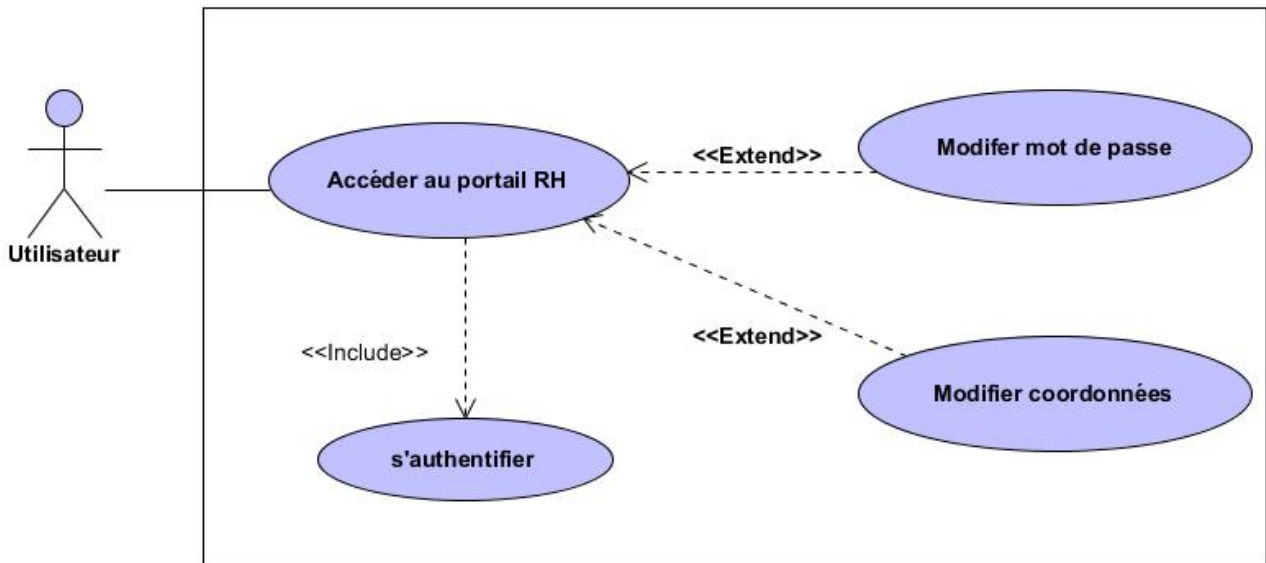 Utilisateur
Accéder au portail RH
<<Extend>>
Modifer mot de passe
<<Extend>>
<<Include>>
Modifier coordonnées
s'authentifier